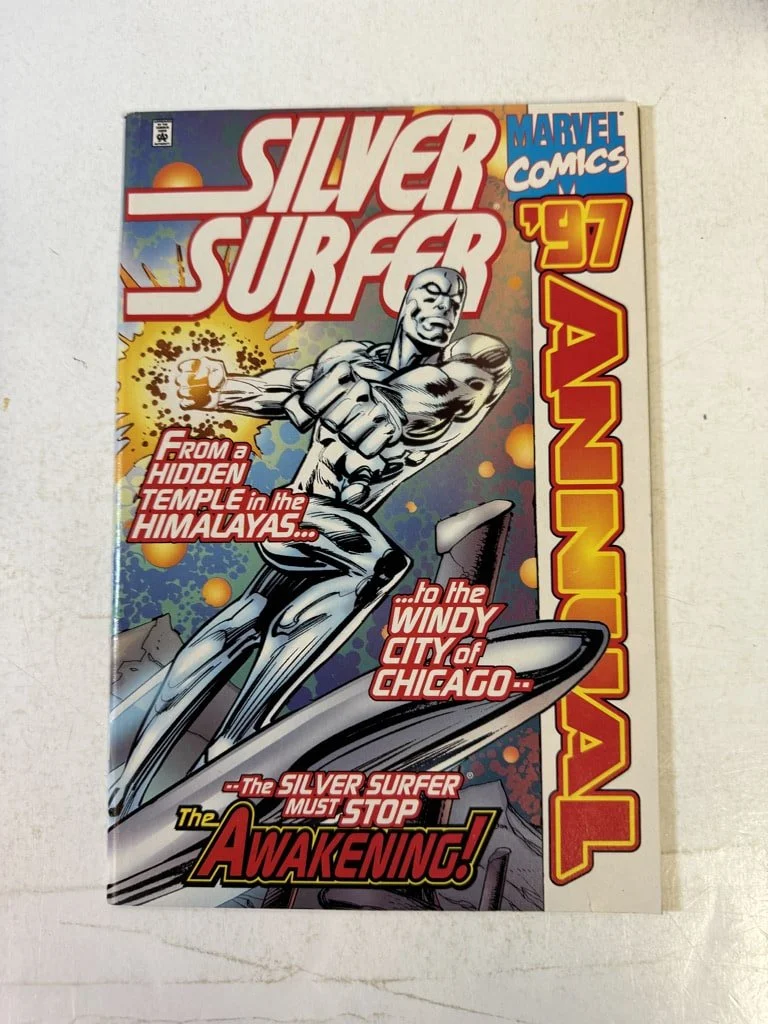 SILVER
SURFER
MARVEL
COMICS
'97
ANNUAL
FROM a
HIDDEN
TEMPLE in the
HIMALAYAS...
...to the
WINDY
CITY of
CHICAGO--
--The SILVER SURFER®
MUST STOP
The AWAKENING!